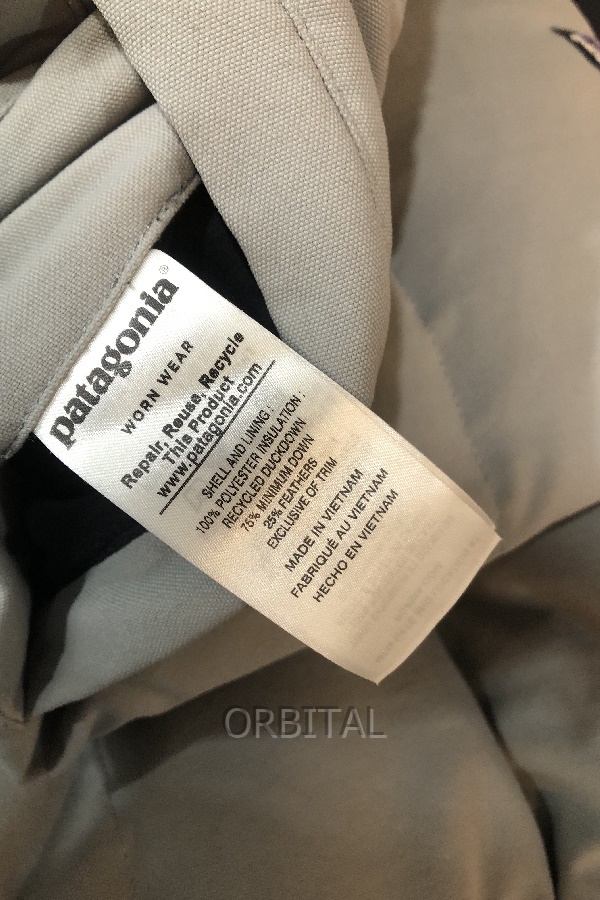 patagonia®
WORN WEAR
Repair, Reuse, Recycle
This Product
www.patagonia.com
SHELL AND LINING :
100% POLYESTER INSULATION :
RECYCLED DUCKDOWN
75% MINIMUM DOWN
25% FEATHERS
EXCLUSIVE OF TRIM
MADE IN VIETNAM
FABRIQUÉ AU VIETNAM
HECHO EN VIETNAM
ORBITAL